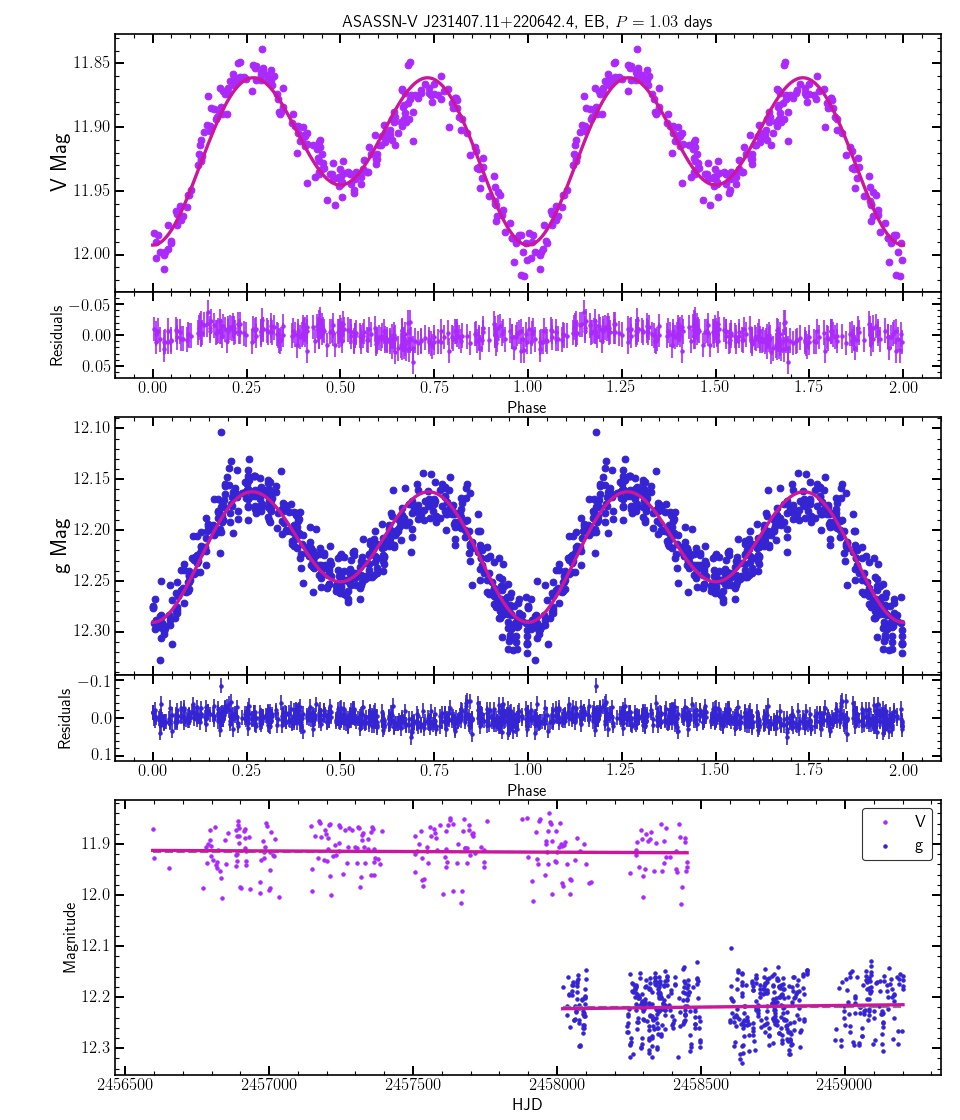 ASASSN-V J231407.11+220642.4, EB, P = 1.03 days
11.85
11.90
11.95
12.00
V Mag
−0.05
0.00
0.05
Residuals
0.00 0.25 0.50 0.75 1.00 1.25 1.50 1.75 2.00
Phase
12.10
12.15
12.20
12.25
12.30
g Mag
−0.1
0.0
0.1
Residuals
0.00 0.25 0.50 0.75 1.00 1.25 1.50 1.75 2.00
Phase
V
g
11.9
12.0
12.1
12.2
12.3
Magnitude
2456500 2457000 2457500 2458000 2458500 2459000
HJD